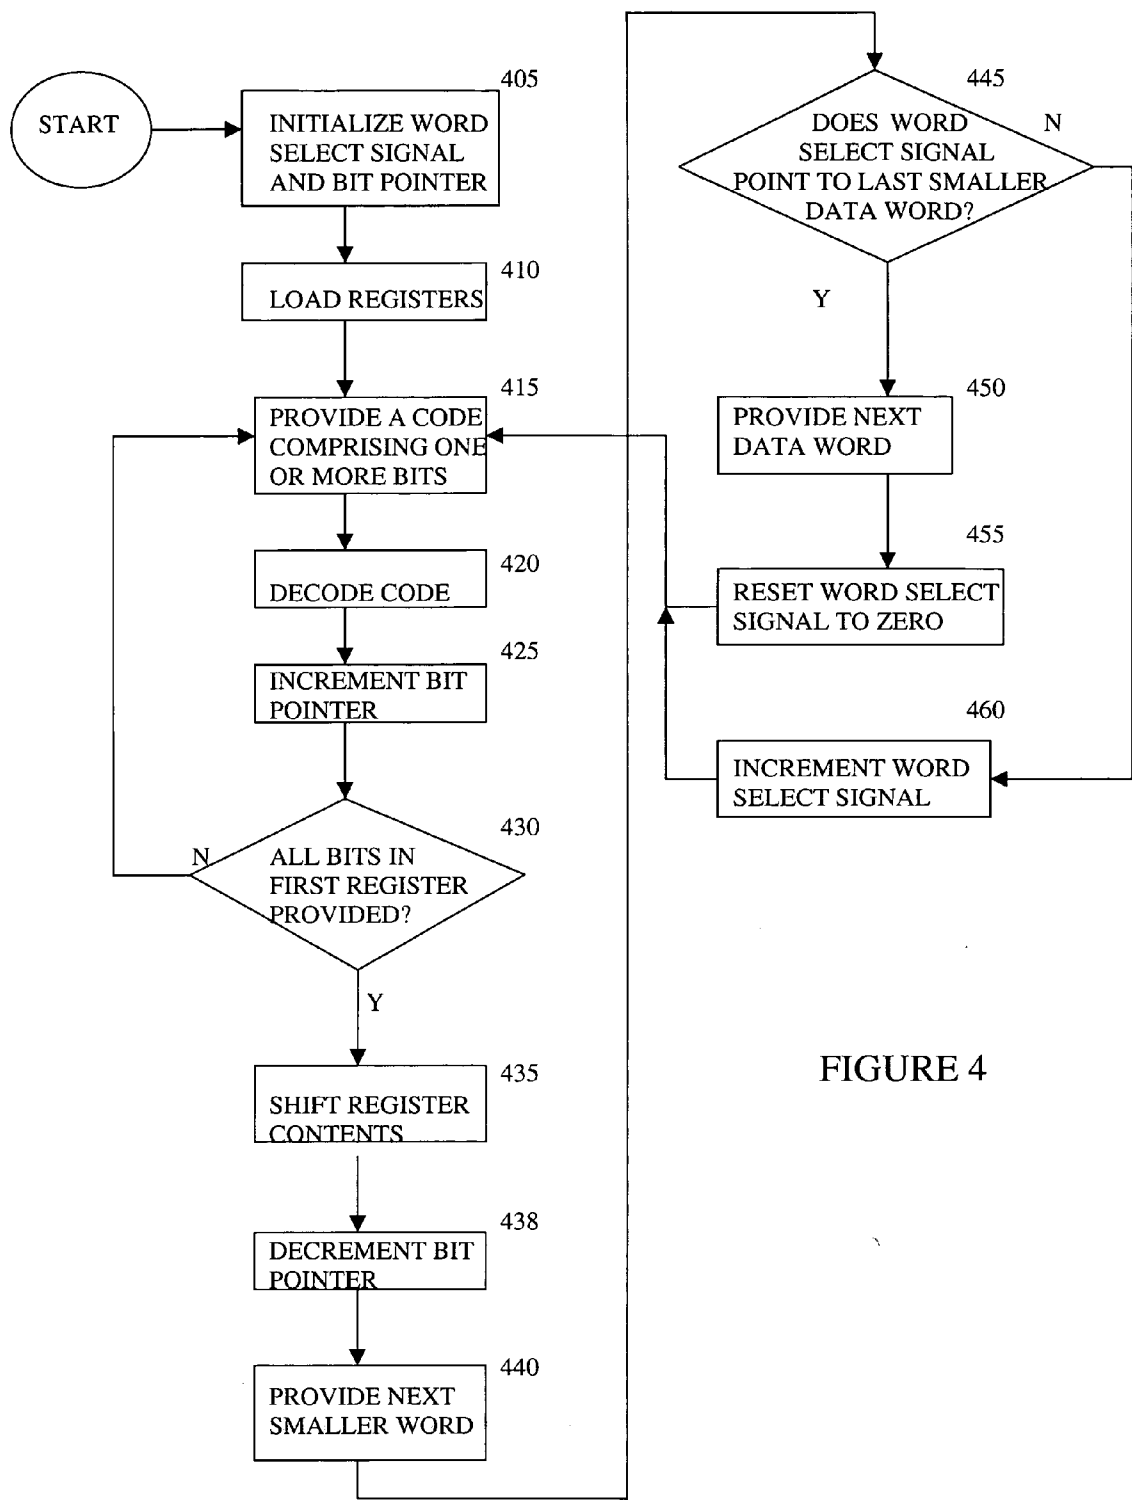 START
405
INITIALIZE WORD
SELECT SIGNAL
AND BIT POINTER
410
LOAD REGISTERS
415
PROVIDE A CODE
COMPRISING ONE
OR MORE BITS
420
DECODE CODE
425
INCREMENT BIT
POINTER
430
N
ALL BITS IN
FIRST REGISTER
PROVIDED?
Y
435
SHIFT REGISTER
CONTENTS
438
DECREMENT BIT
POINTER
440
PROVIDE NEXT
SMALLER WORD
445
N
DOES WORD
SELECT SIGNAL
POINT TO LAST SMALLER
DATA WORD?
Y
450
PROVIDE NEXT
DATA WORD
455
RESET WORD SELECT
SIGNAL TO ZERO
460
INCREMENT WORD
SELECT SIGNAL
FIGURE 4